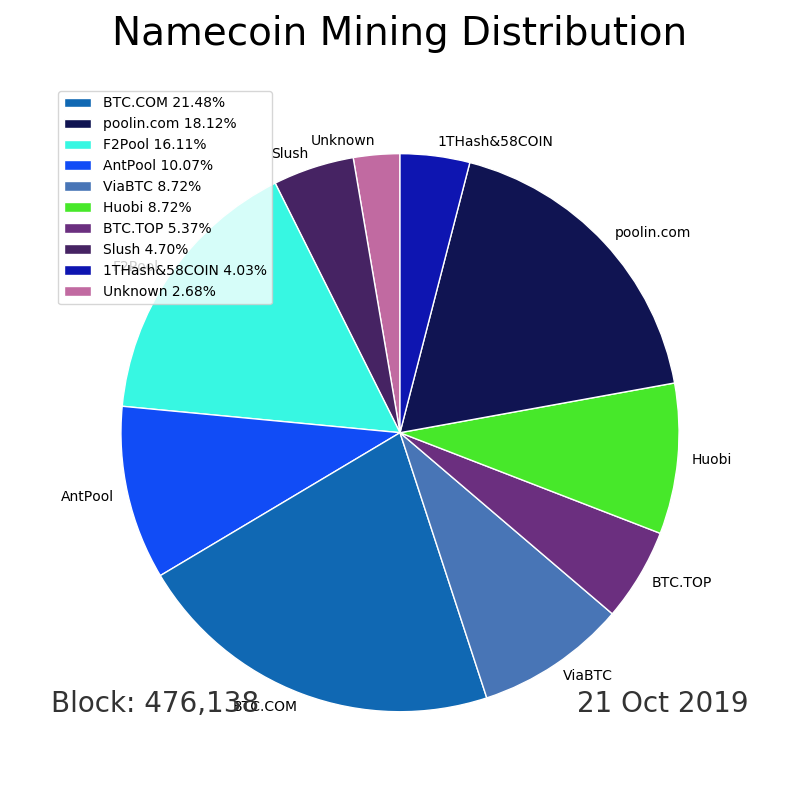 Namecoin Mining Distribution
BTC.COM 21.48%
poolin.com 18.12%
F2Pool 16.11%
AntPool 10.07%
ViaBTC 8.72%
Huobi 8.72%
BTC.TOP 5.37%
Slush 4.70%
1THash&58COIN 4.03%
Unknown 2.68%
Slush
Unknown
1THash&58COIN
poolin.com
F2Pool
Huobi
AntPool
BTC.TOP
ViaBTC
BTC.COM
Block: 476,138
21 Oct 2019